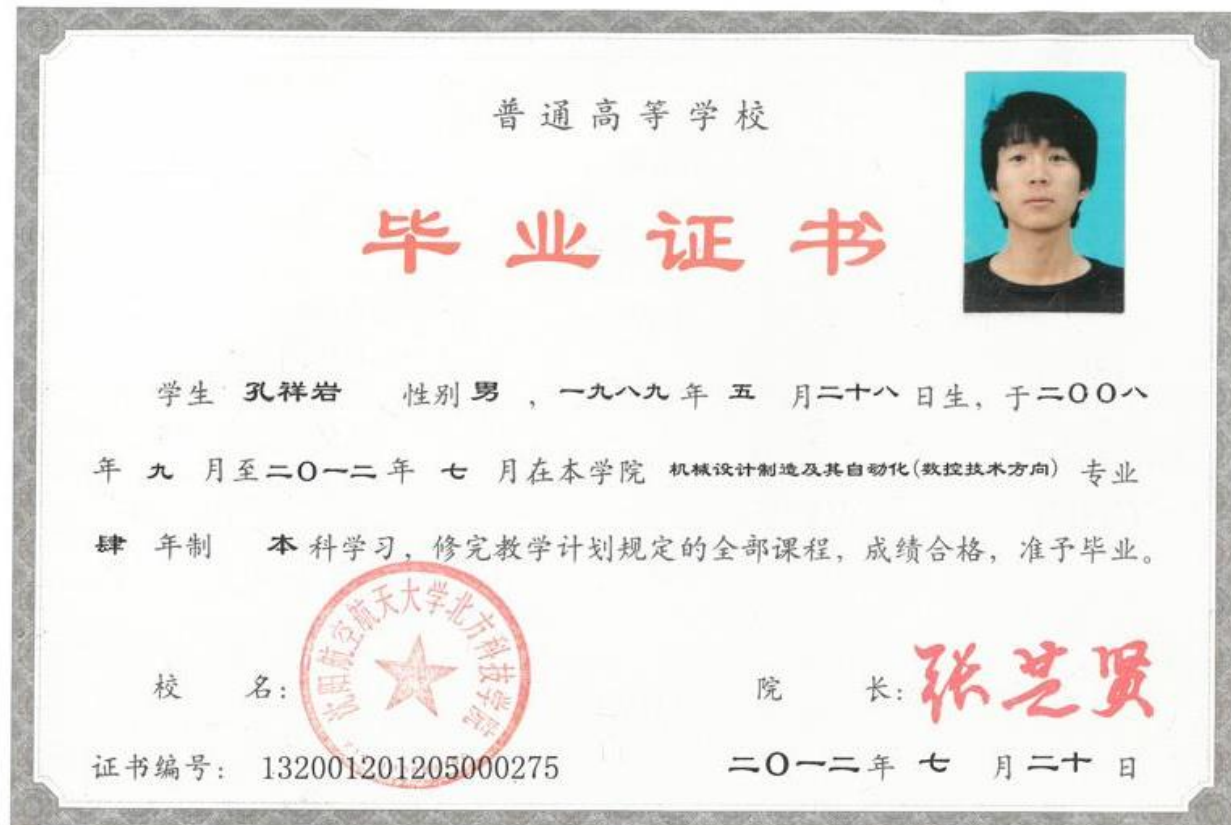 普通高等学校
毕业证书
学生 孔祥岩 性别 男 , 一九八九 年 五 月二十八 日生, 于二〇〇八
年 九 月至二〇一二 年 七 月在本学院 机械设计制造及其自动化(数控技术方向) 专业
肆 年制 本 科学习, 修完教学计划规定的全部课程, 成绩合格, 准予毕业。
沈阳航空航天大学北方科技学院
校 名: 院 长: 张芝贤
证书编号: 132001201205000275 二〇一二年 七 月 二十 日